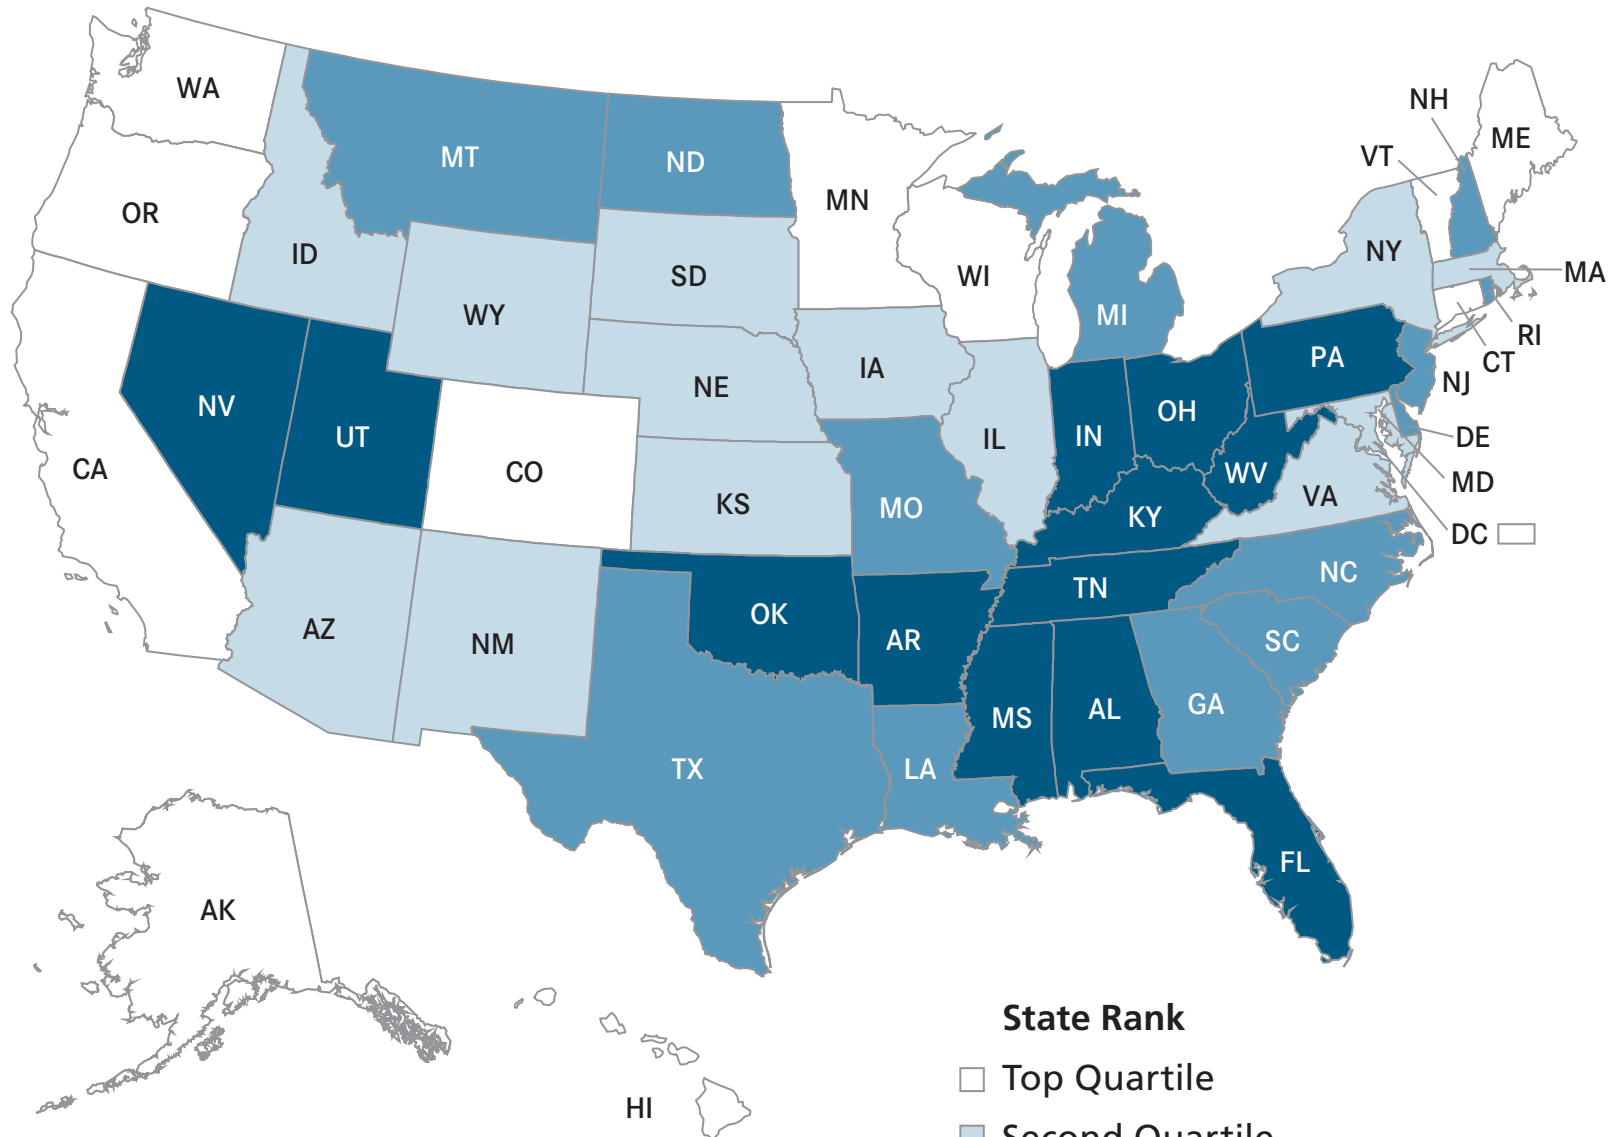 WA
NH
ME
VT
MT
ND
MN
OR
NY
ID
MA
SD
WI
WY
MI
RI
PA
CT
IA
NJ
NE
NV
OH
UT
IN
DE
IL
CA
CO
WV
MD
VA
KS
MO
KY
DC
NC
TN
OK
AZ
AR
SC
NM
GA
MS
AL
TX
LA
FL
AK
State Rank
Top Quartile
HI
Second Quartile